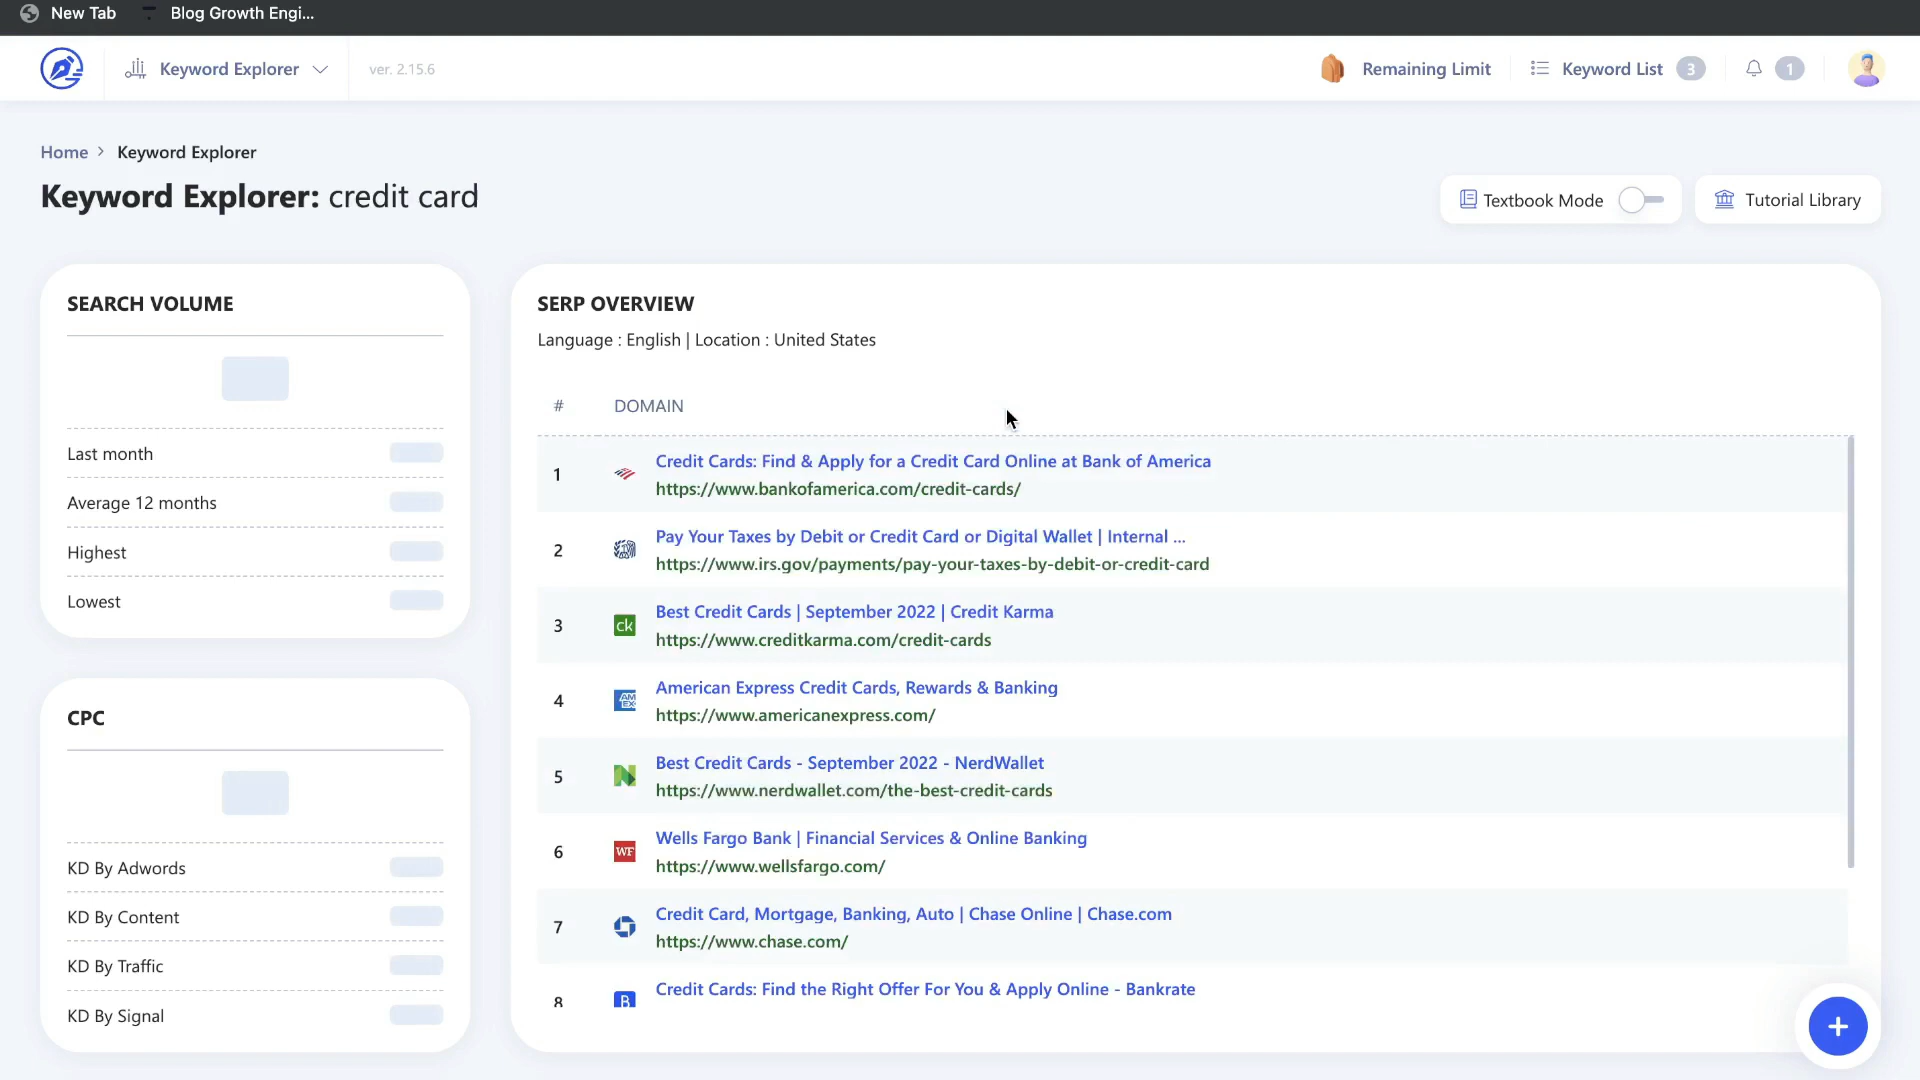 New Tab
Blog Growth Engi...
Keyword Explorer
ver. 2.15.6
Remaining Limit
Keyword List
3
1
Home > Keyword Explorer
Keyword Explorer: credit card
Textbook Mode
Tutorial Library
SEARCH VOLUME
Last month
Average 12 months
Highest
Lowest
CPC
KD By Adwords
KD By Content
KD By Traffic
KD By Signal
SERP OVERVIEW
Language : English | Location : United States
# DOMAIN
1
Credit Cards: Find & Apply for a Credit Card Online at Bank of America
https://www.bankofamerica.com/credit-cards/
2
IRS
Pay Your Taxes by Debit or Credit Card or Digital Wallet | Internal ...
https://www.irs.gov/payments/pay-your-taxes-by-debit-or-credit-card
3
ck
Best Credit Cards | September 2022 | Credit Karma
https://www.creditkarma.com/credit-cards
4
AM
EX
American Express Credit Cards, Rewards & Banking
https://www.americanexpress.com/
5
Best Credit Cards - September 2022 - NerdWallet
https://www.nerdwallet.com/the-best-credit-cards
6
WF
Wells Fargo Bank | Financial Services & Online Banking
https://www.wellsfargo.com/
7
Credit Card, Mortgage, Banking, Auto | Chase Online | Chase.com
https://www.chase.com/
8
B
Credit Cards: Find the Right Offer For You & Apply Online - Bankrate